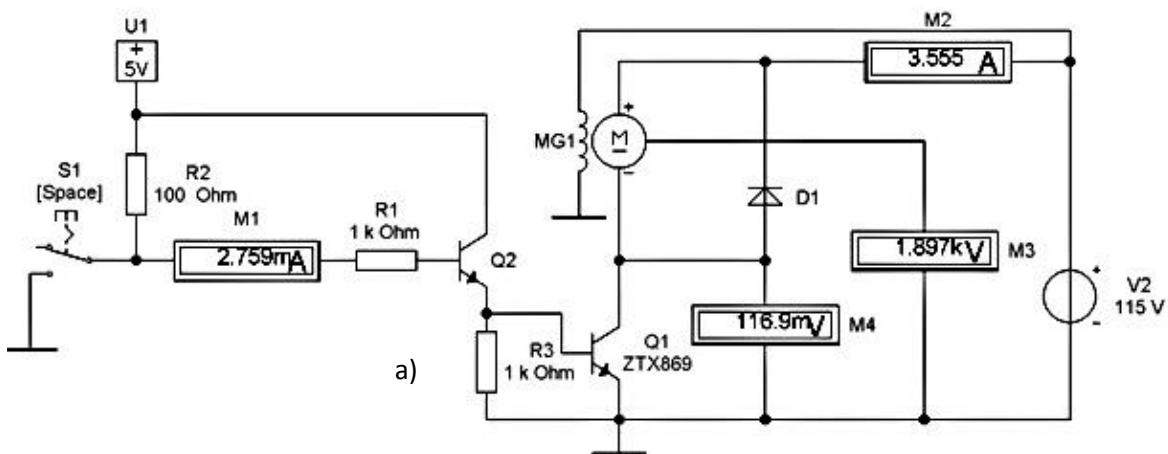 U1
+
5V
S1
[Space]
R2
100 Ohm
M1
2.759mA
R1
1 k Ohm
Q2
a)
R3
1 k Ohm
Q1
ZTX869
MG1
+
M
-
M2
3.555 A
D1
1.897k V
M3
116.9mV
M4
+
V2
115 V
-